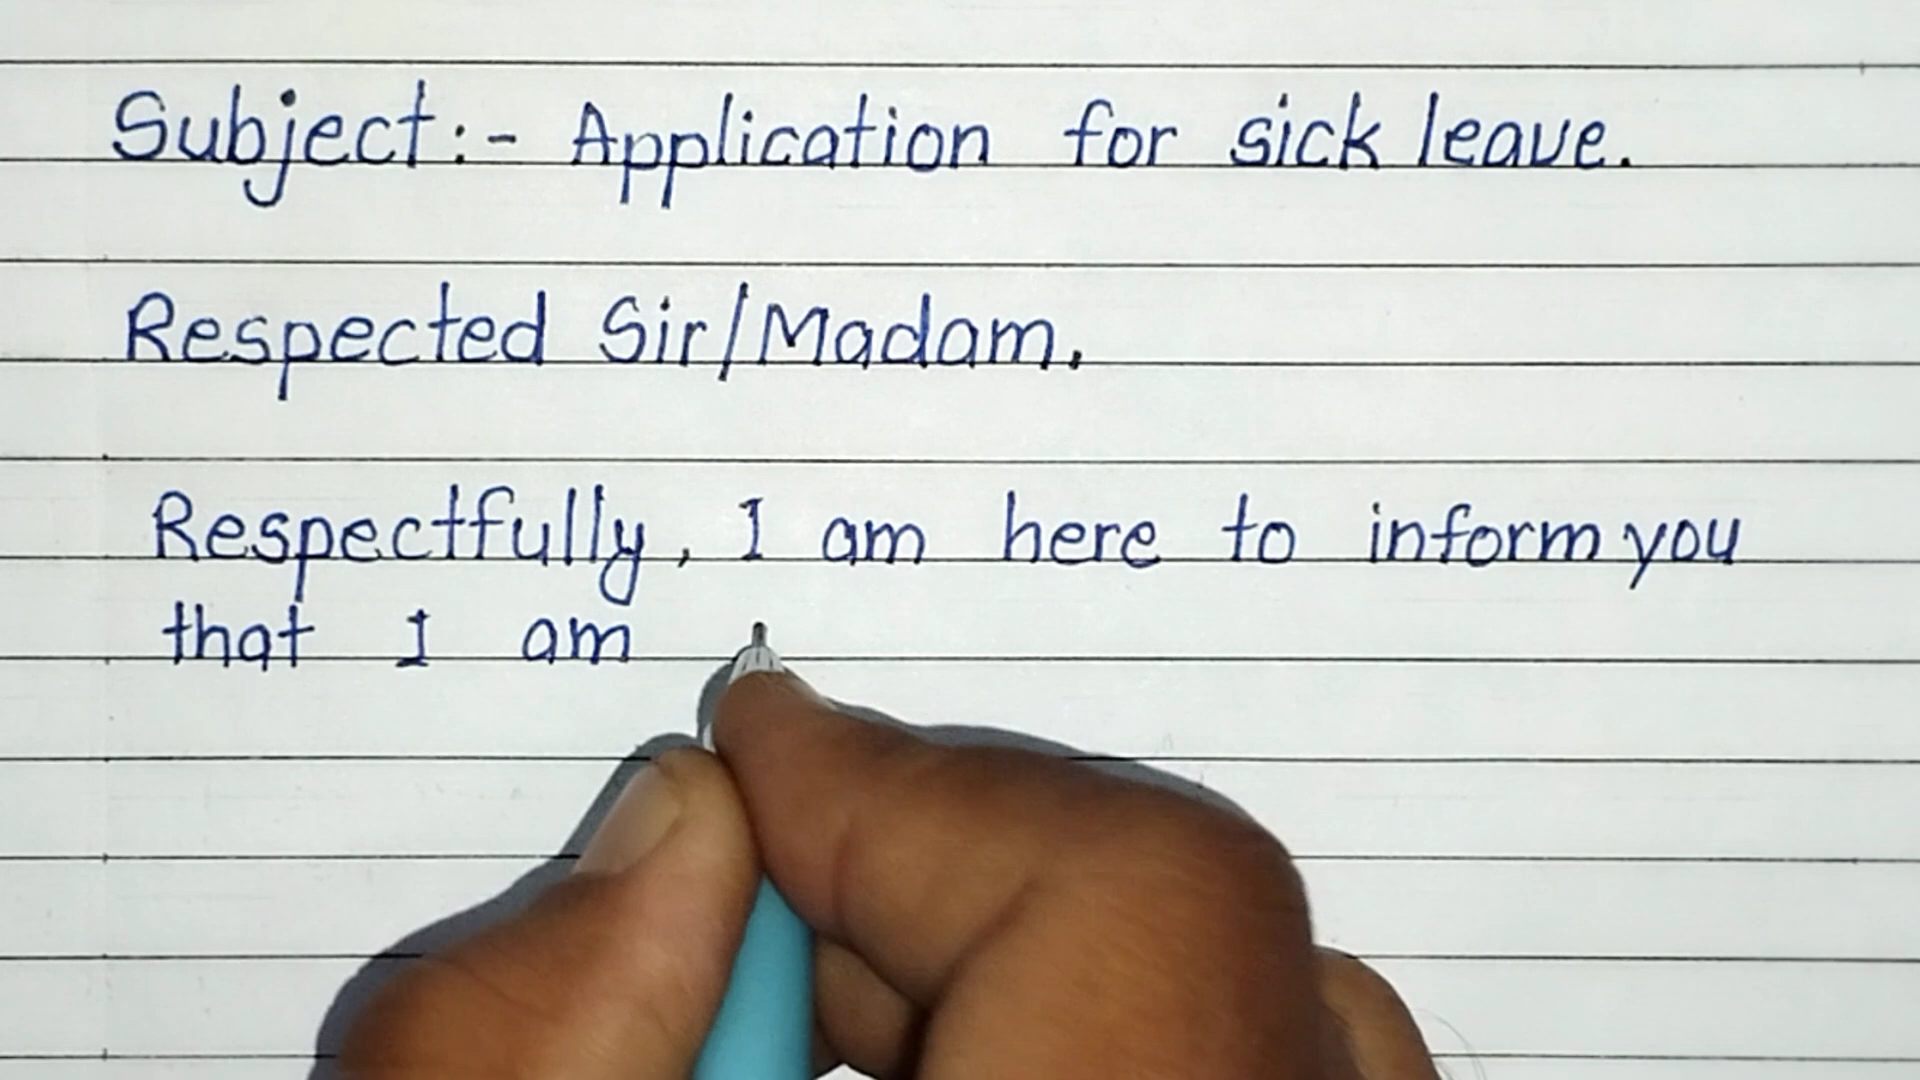 Subject:- Application for sick leave.
Respected Sir/Madam.
Respectfully, I am here to inform you
that I am